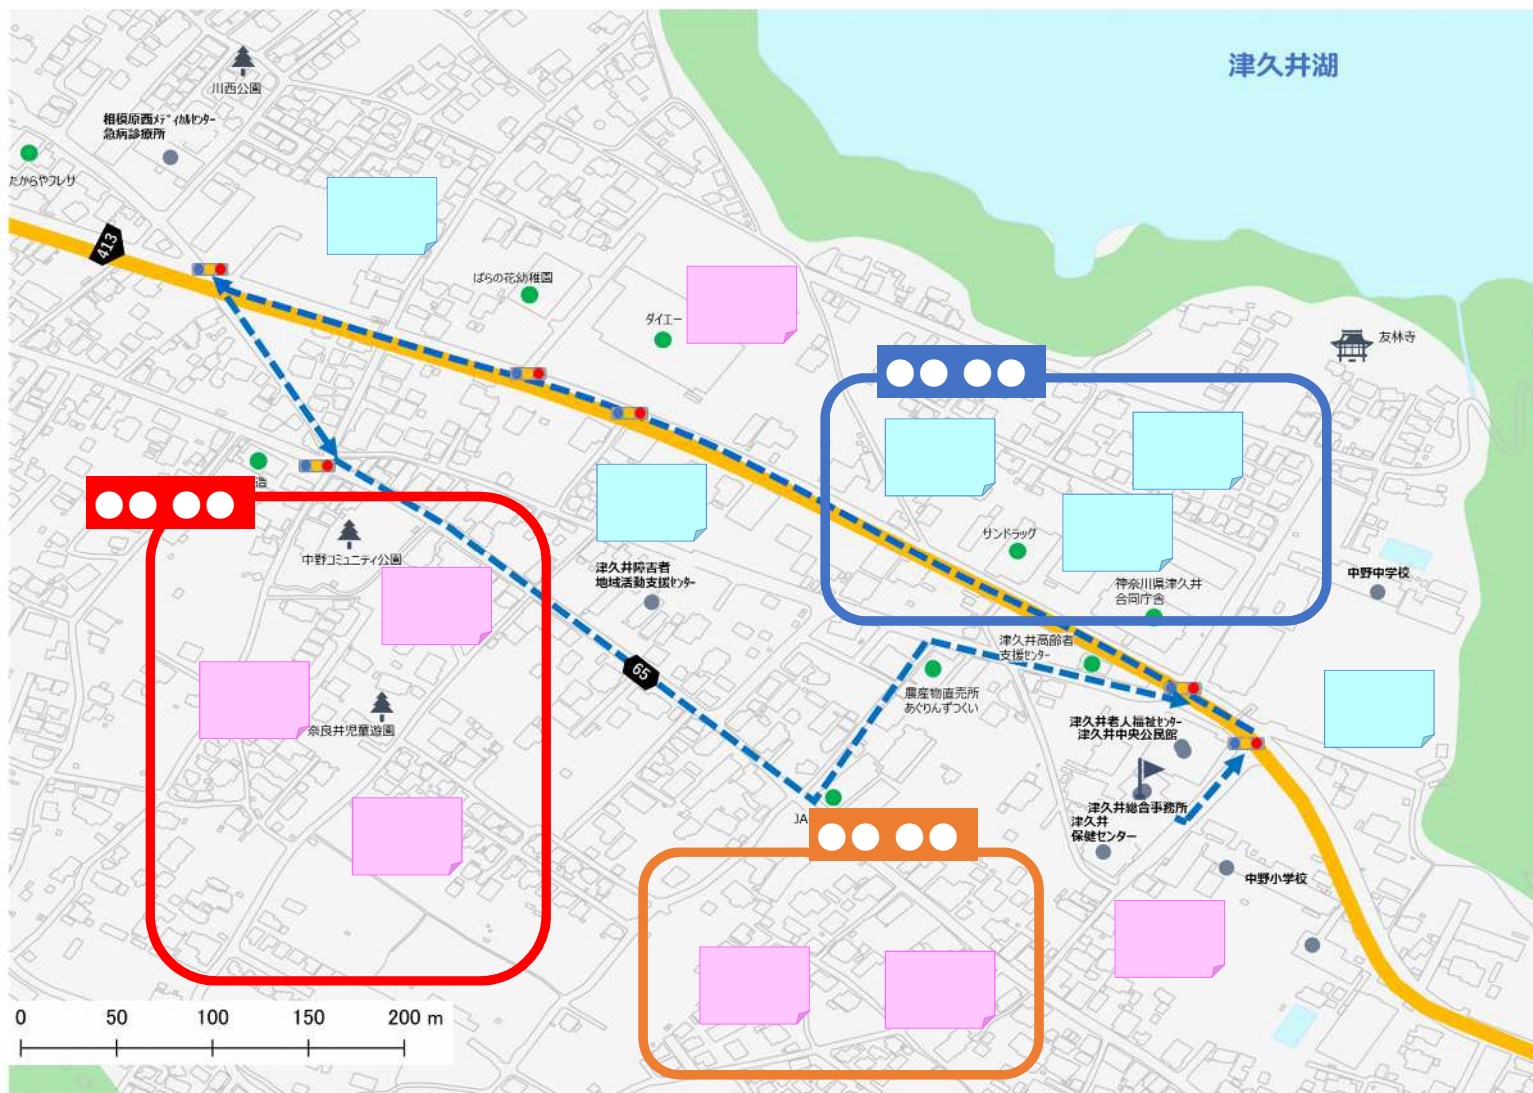 津久井湖
川西公園
相模原西メディカルセンター
急病診療所
たからやフレサ
413
ばらの花幼稚園
ダイエー
友林寺
造
中野コミュニティ公園
津久井障害者
地域活動支援センター
サンドラッグ
神奈川県津久井
合同庁舎
中野中学校
津久井高齢者
支援センター
65
農産物直売所
あぐりんずつくい
奈良井児童遊園
津久井老人福祉センター
津久井中央公民館
津久井総合事務所
津久井
保健センター
JA
中野小学校
0 50 100 150 200 m